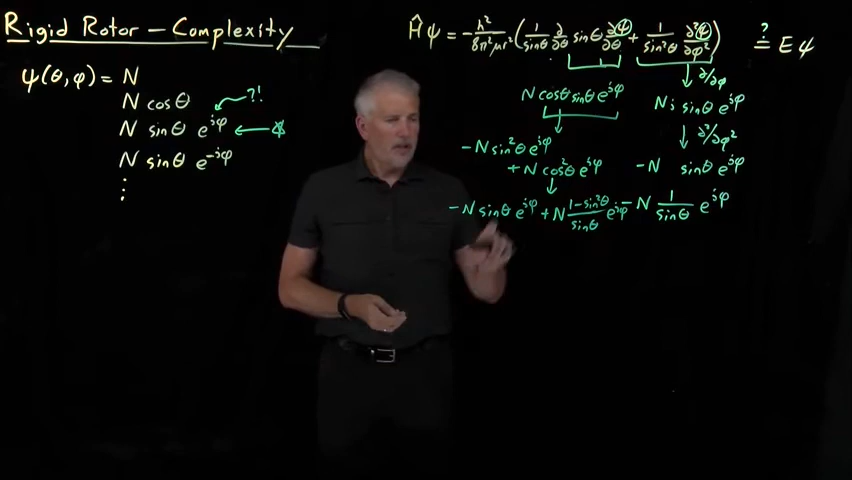 Rigid Rotor – Complexity
ψ(θ, φ) = N
N cos θ
?!
N sin θ e^{iφ}
N sin θ e^{-iφ}
⋮
Ĥψ = -h²/8π²μr² (1/sinθ ∂/∂θ sin θ ∂ψ/∂θ + 1/sin²θ ∂²ψ/∂φ²) ?= Eψ
∂/∂φ
N cosθ sinθ e^{iφ} N i sinθ e^{iφ}
∂²/∂φ²
-N sin²θ e^{iφ}
+N cos²θ e^{iφ} -N sinθ e^{iφ}
-N sinθ e^{iφ} + N (1-sin²θ)/sinθ e^{iφ} -N 1/sinθ e^{iφ}